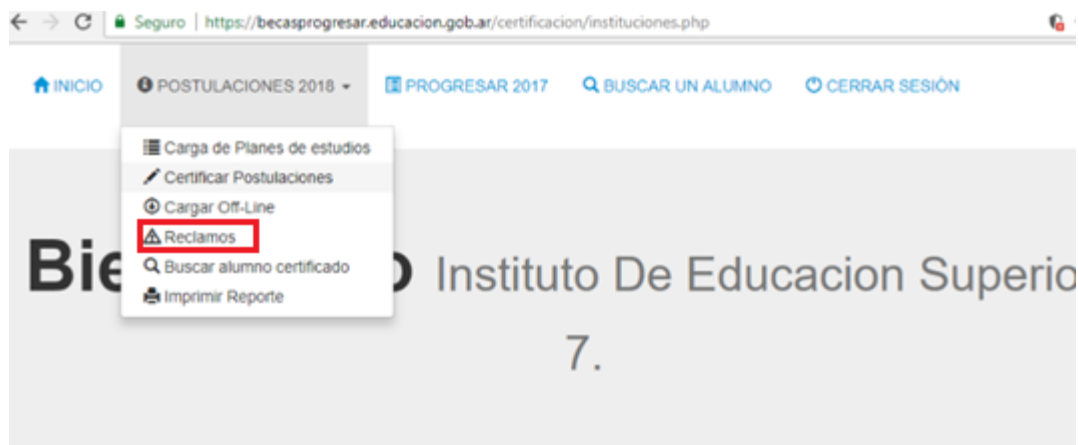 Seguro | https://becasprogresar.educacion.gob.ar/certificacion/instituciones.php
INICIO POSTULACIONES 2018 PROGRESAR 2017 BUSCAR UN ALUMNO CERRAR SESIÓN
Carga de Planes de estudios
Certificar Postulaciones
Cargar Off-Line
Reclamos
Buscar alumno certificado
Imprimir Reporte
Instituto De Educacion Superio
7.